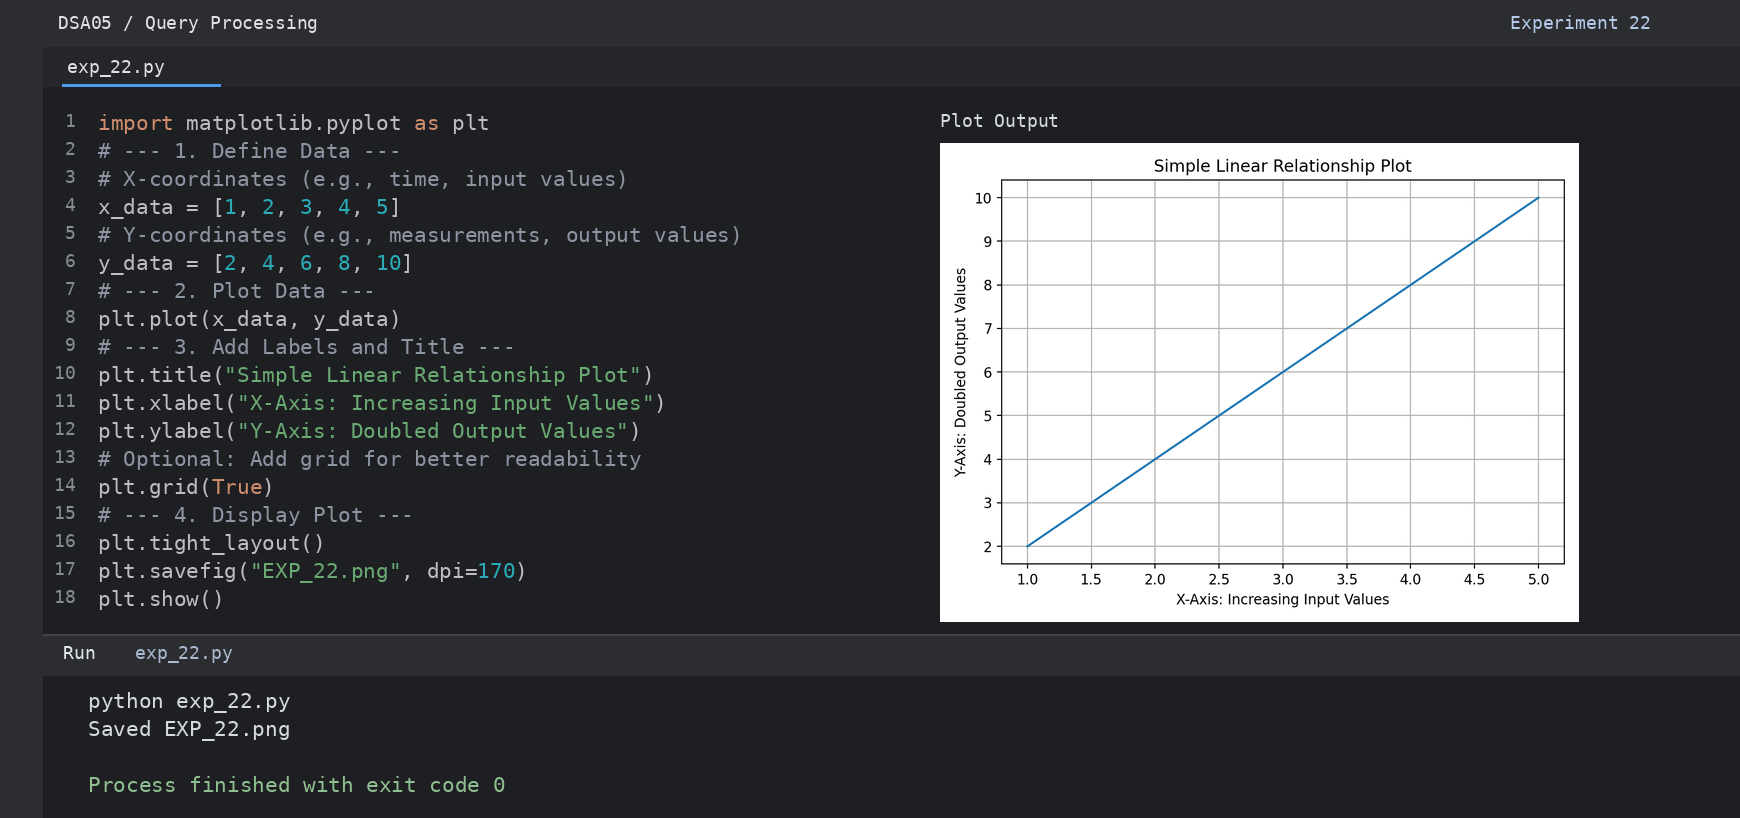 DSA05 / Query Processing
Experiment 22
exp_22.py
1 import matplotlib.pyplot as plt
2 # --- 1. Define Data ---
3 # X-coordinates (e.g., time, input values)
4 x_data = [1, 2, 3, 4, 5]
5 # Y-coordinates (e.g., measurements, output values)
6 y_data = [2, 4, 6, 8, 10]
7 # --- 2. Plot Data ---
8 plt.plot(x_data, y_data)
9 # --- 3. Add Labels and Title ---
10 plt.title("Simple Linear Relationship Plot")
11 plt.xlabel("X-Axis: Increasing Input Values")
12 plt.ylabel("Y-Axis: Doubled Output Values")
13 # Optional: Add grid for better readability
14 plt.grid(True)
15 # --- 4. Display Plot ---
16 plt.tight_layout()
17 plt.savefig("EXP_22.png", dpi=170)
18 plt.show()
Plot Output
Simple Linear Relationship Plot
Y-Axis: Doubled Output Values
10
9
8
7
6
5
4
3
2
1.0 1.5 2.0 2.5 3.0 3.5 4.0 4.5 5.0
X-Axis: Increasing Input Values
Run exp_22.py
python exp_22.py
Saved EXP_22.png
Process finished with exit code 0